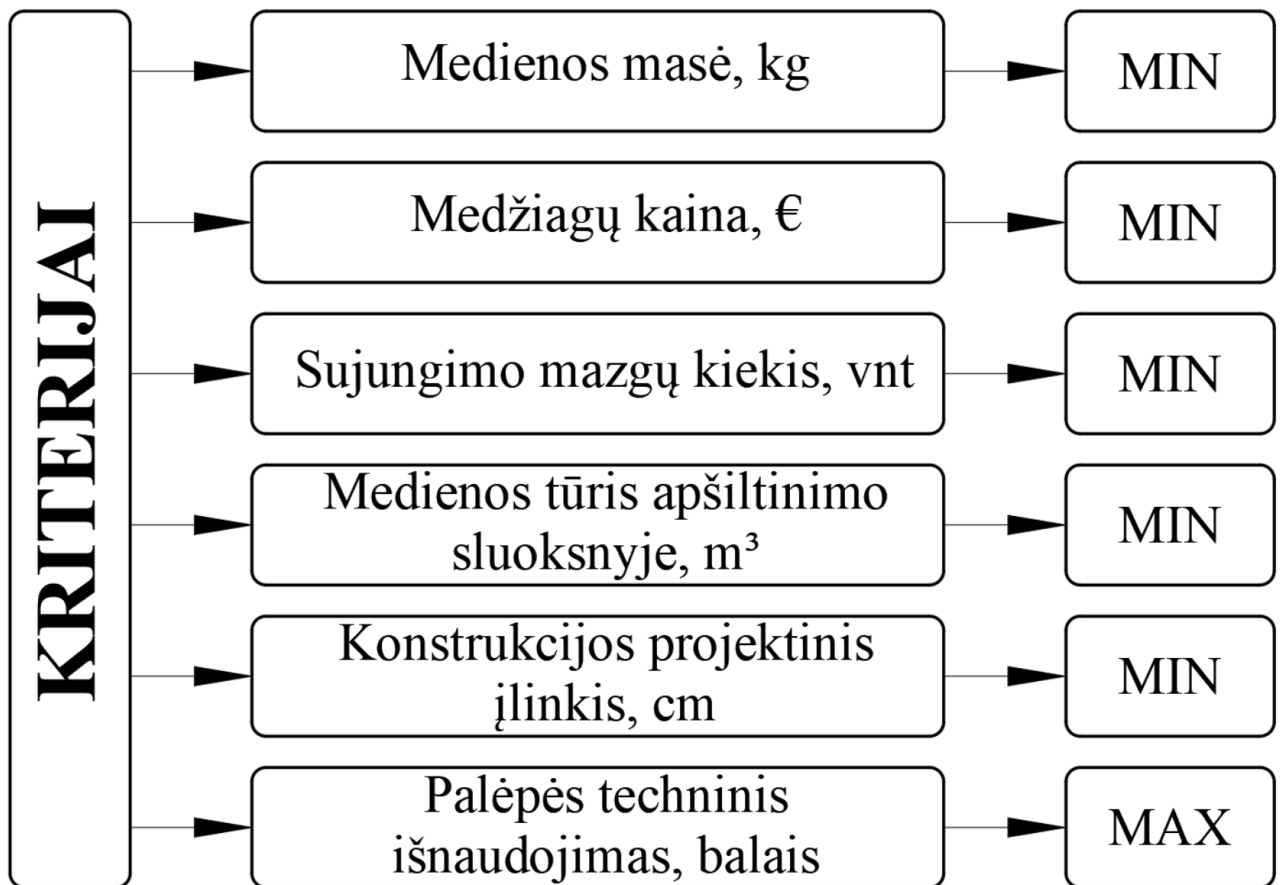 KRITERIJAI
Medienos masė, kg
MIN
Medžiagų kaina, €
MIN
Sujungimo mazgų kiekis, vnt
MIN
Medienos tūris apšiltinimo
sluoksnyje, m³
MIN
Konstrukcijos projektinis
įlinkis, cm
MIN
Palėpės techninis
išnaudojimas, balais
MAX